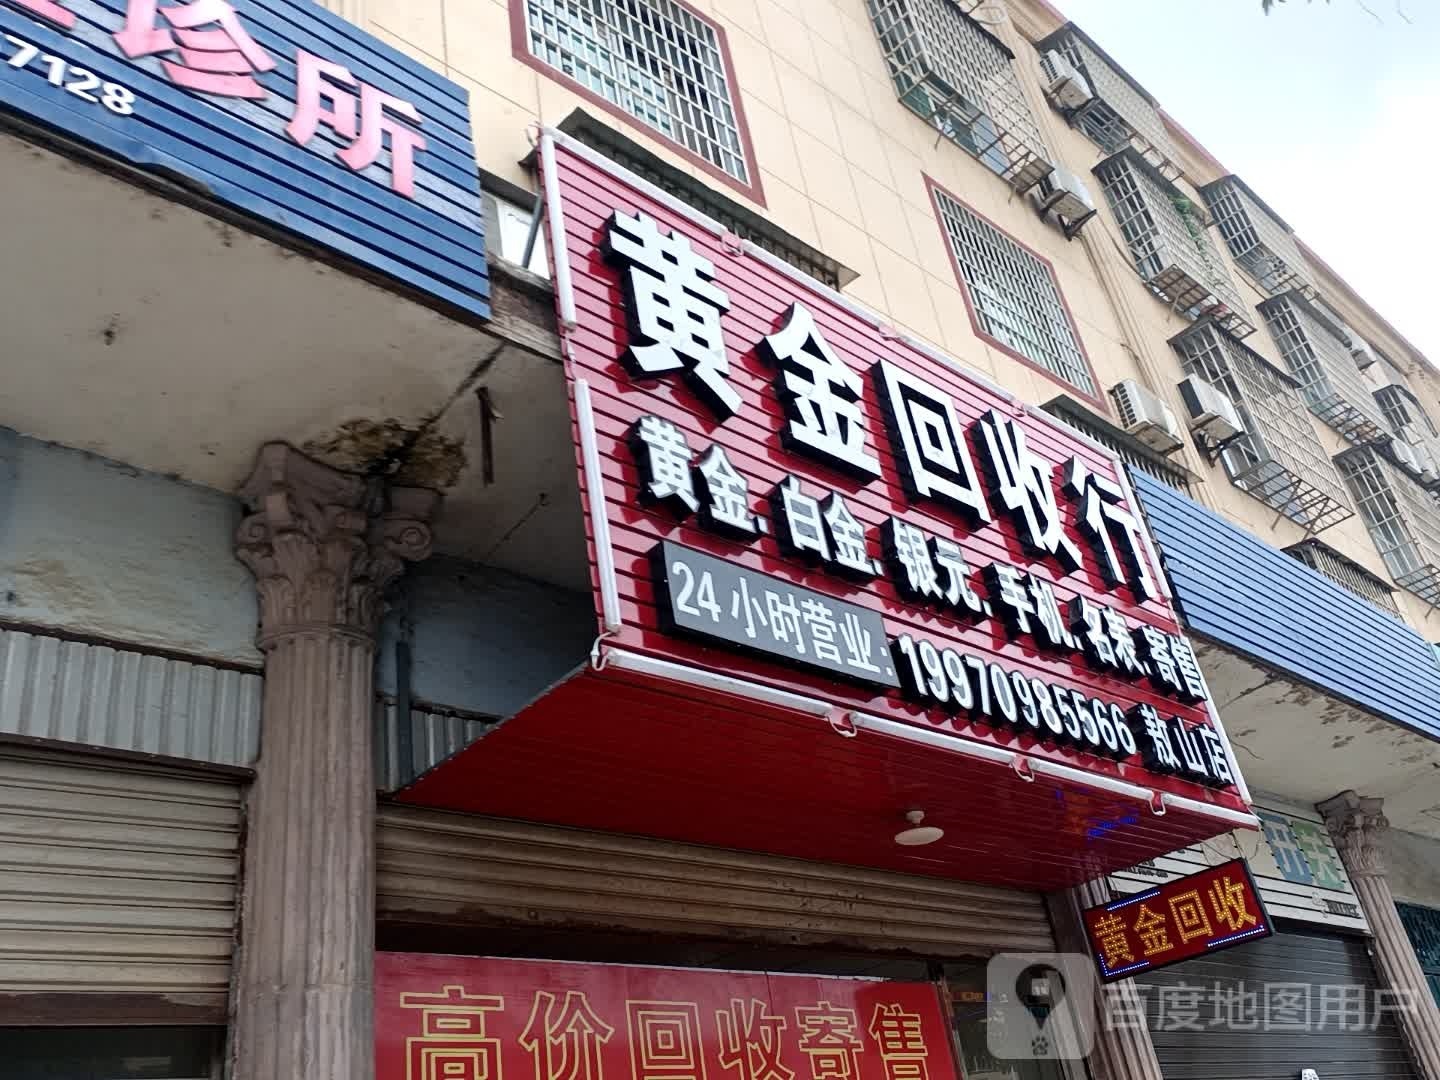 诊所
7128
黄金回收行
黄金、白金、银元、手机、名表、寄售
24小时营业：19970985566 敖山店
黄金回收
高价回收寄售
百度地图用户